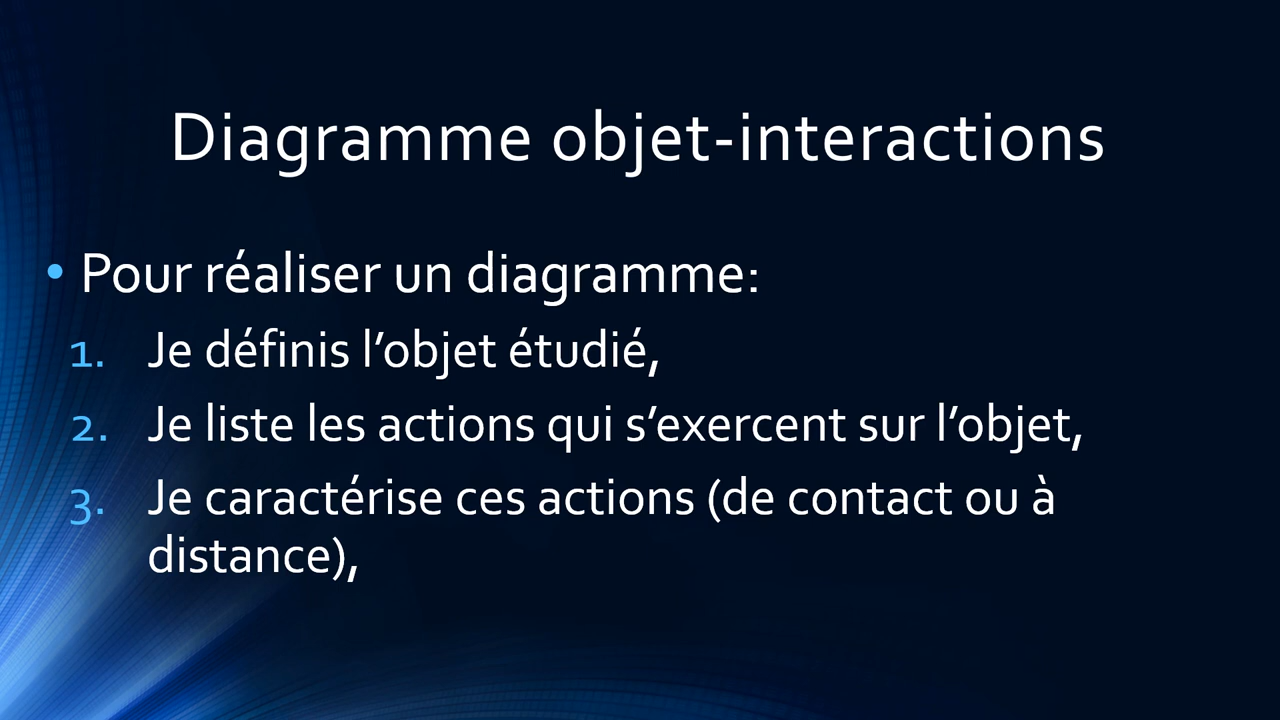 Diagramme objet-interactions
• Pour réaliser un diagramme:
1. Je définis l’objet étudié,
2. Je liste les actions qui s’exercent sur l’objet,
3. Je caractérise ces actions (de contact ou à
distance),